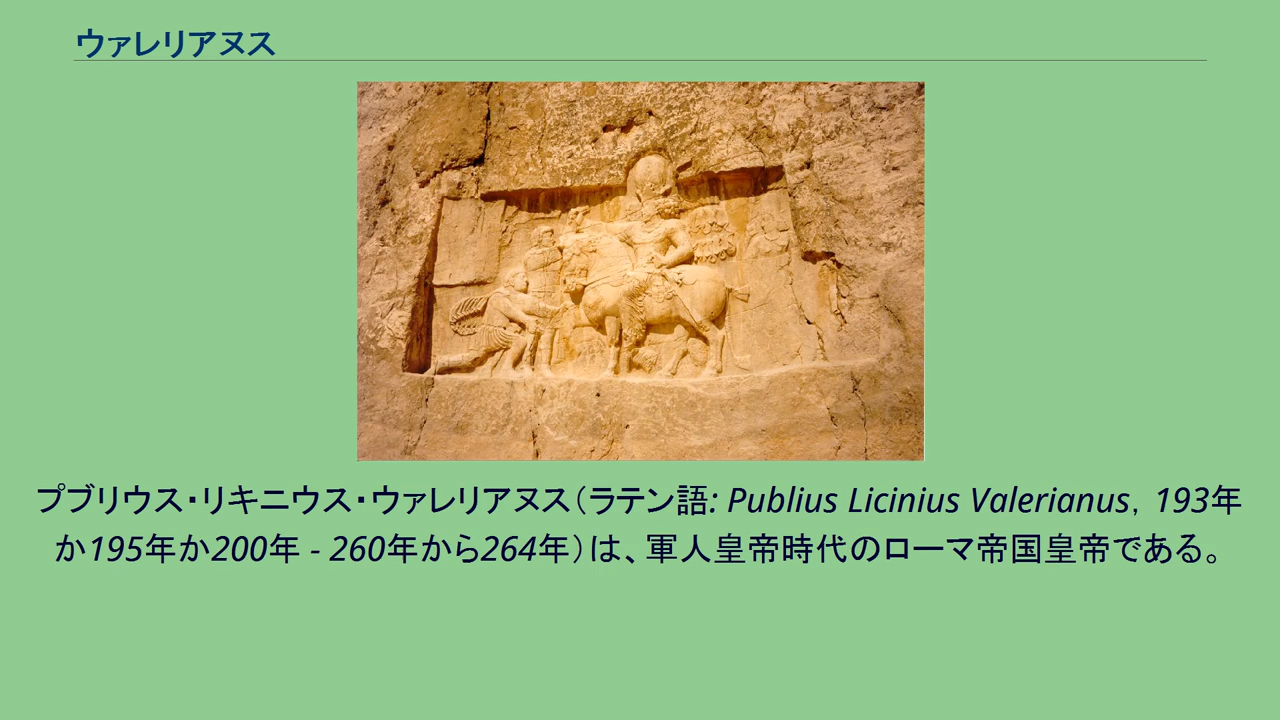 ウァレリアヌス
プブリウス・リキニウス・ウァレリアヌス（ラテン語: Publius Licinius Valerianus，193年
か195年か200年 - 260年から264年）は、軍人皇帝時代のローマ帝国皇帝である。